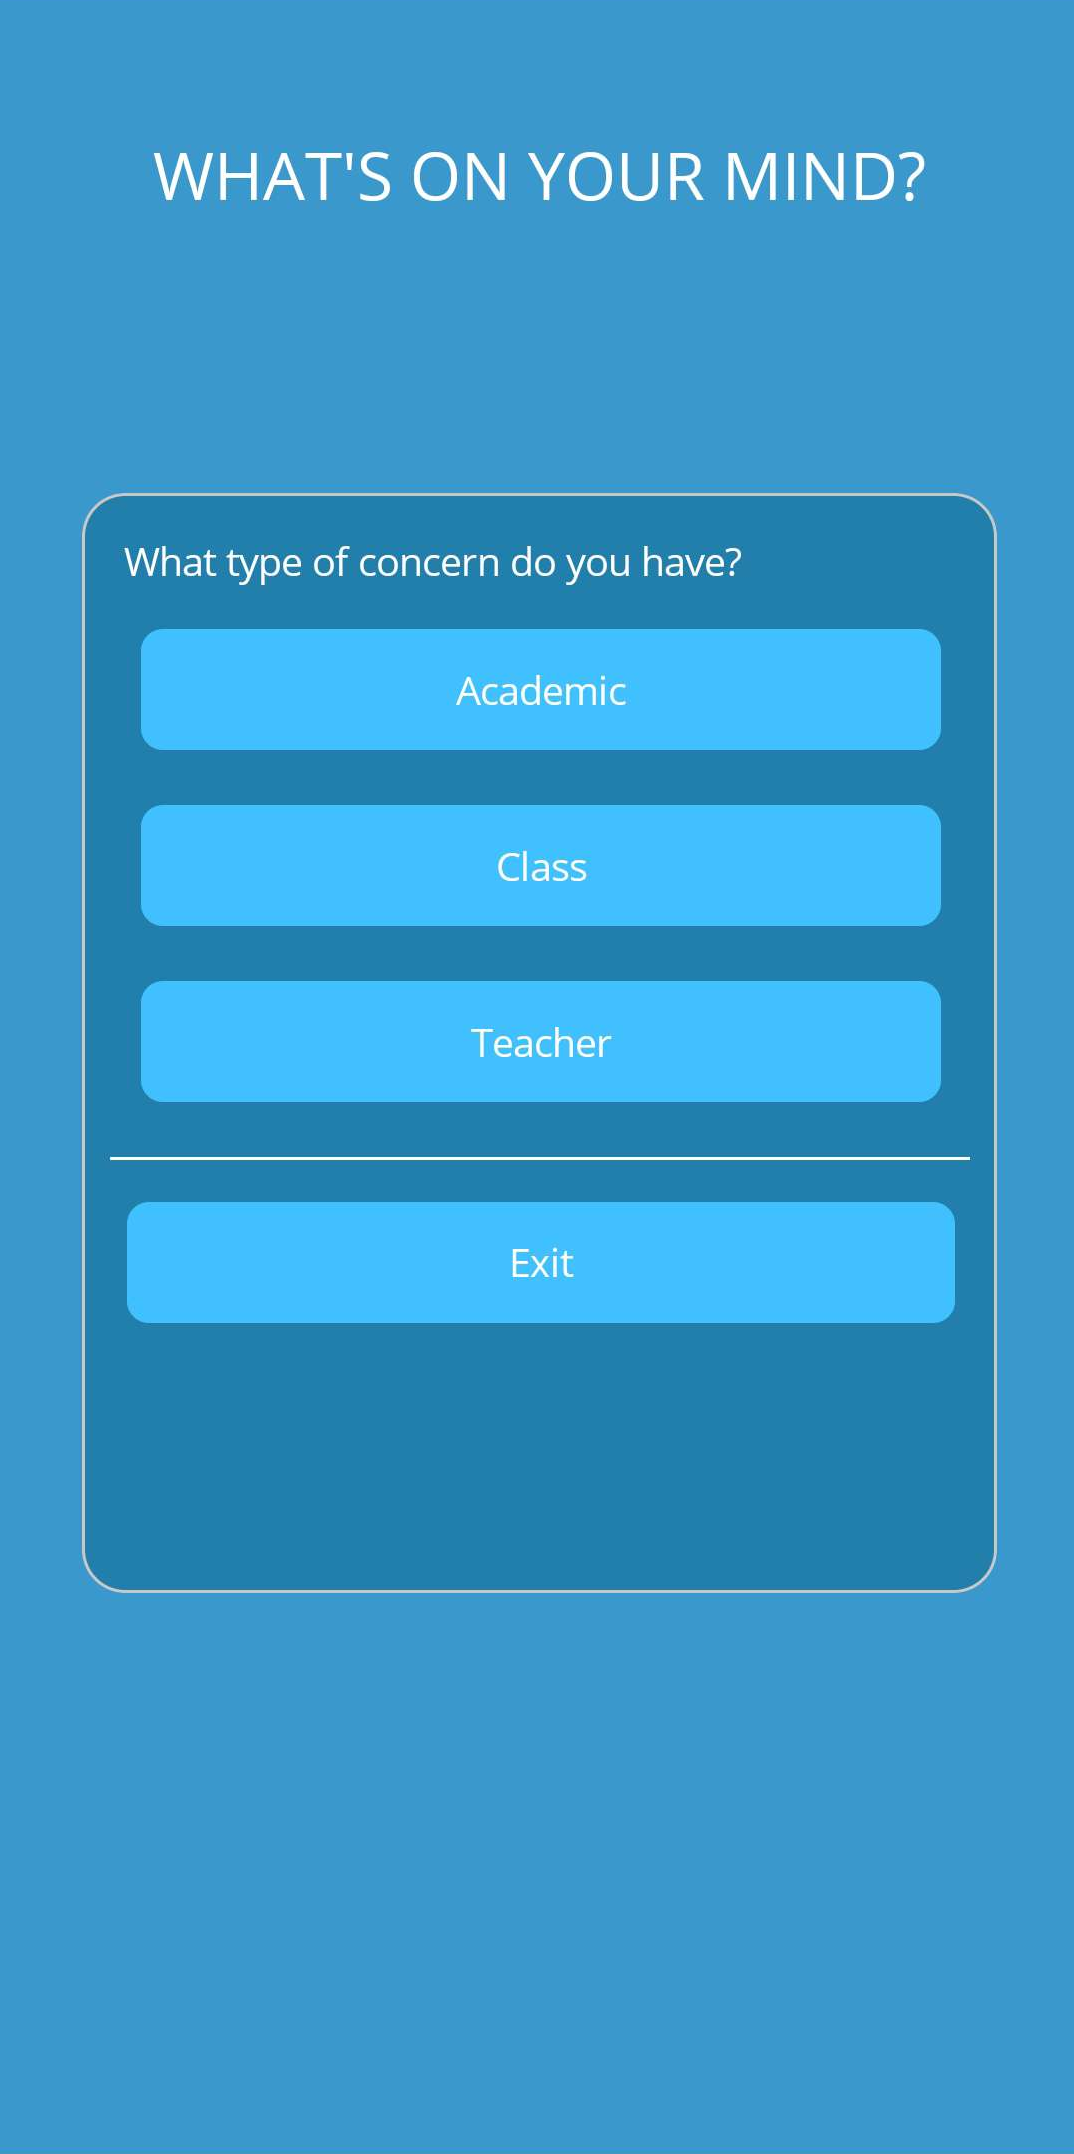 WHAT'S ON YOUR MIND?
What type of concern do you have?
Academic
Class
Teacher
Exit